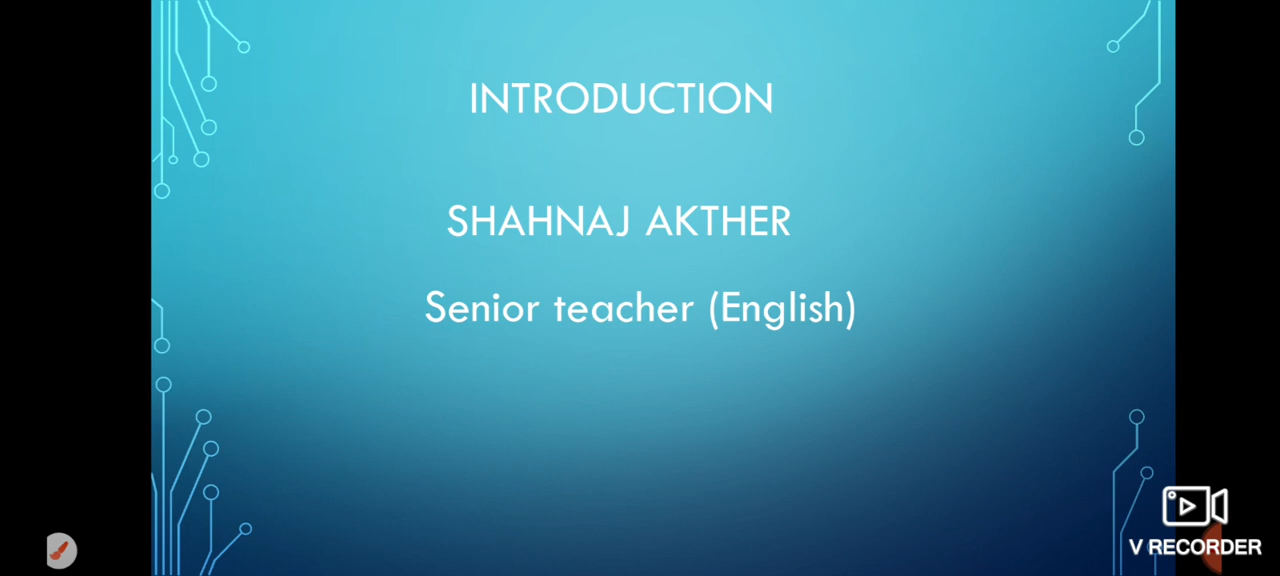 INTRODUCTION
SHAHNAJ AKTHER
Senior teacher (English)
V RECORDER